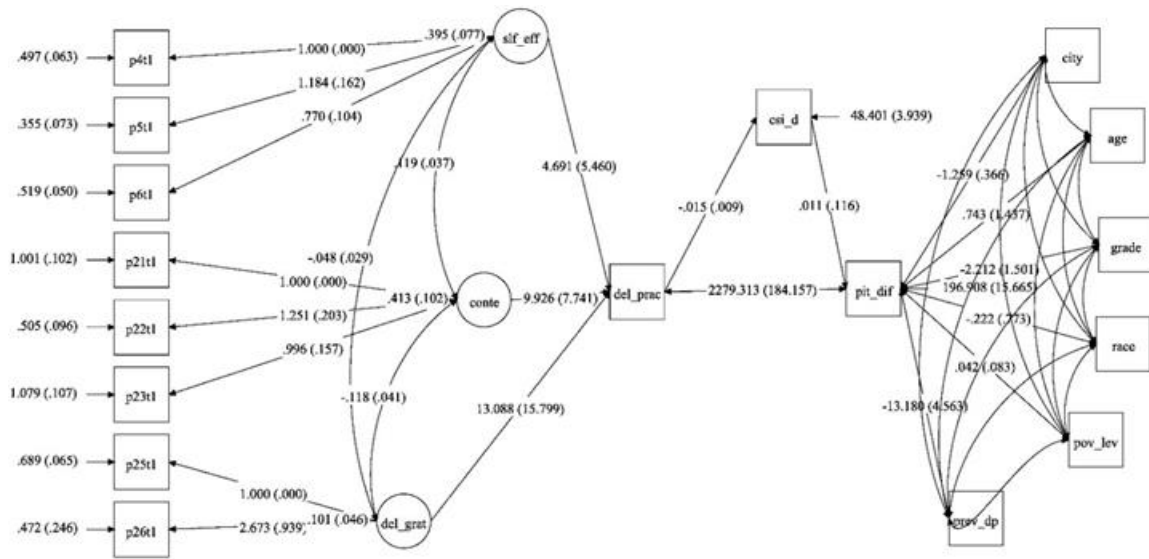 .497 (.063)
p4t1
1.000 (.000)
.395 (.077)
slf_eff
.355 (.073)
p5t1
1.184 (.162)
.519 (.050)
p6t1
.770 (.104)
.119 (.037)
4.691 (5.460)
-.048 (.029)
1.001 (.102)
p21t1
1.000 (.000)
.413 (.102)
conte
9.926 (7.741)
.505 (.096)
p22t1
1.251 (.203)
1.079 (.107)
p23t1
.996 (.157)
-.118 (.041)
13.088 (15.799)
.689 (.065)
p25t1
1.000 (.000)
.472 (.246)
p26t1
2.673 (.939)
.101 (.046)
del_grat
del_prac
-.015 (.009)
csi_d
48.401 (3.939)
.011 (.116)
2279.313 (184.157)
pit_dif
-1.259 (.366)
.743 (1.437)
-2.212 (1.501)
196.908 (15.665)
-.222 (.773)
.042 (.083)
-13.180 (4.563)
city
age
grade
race
pov_lev
prev_dp